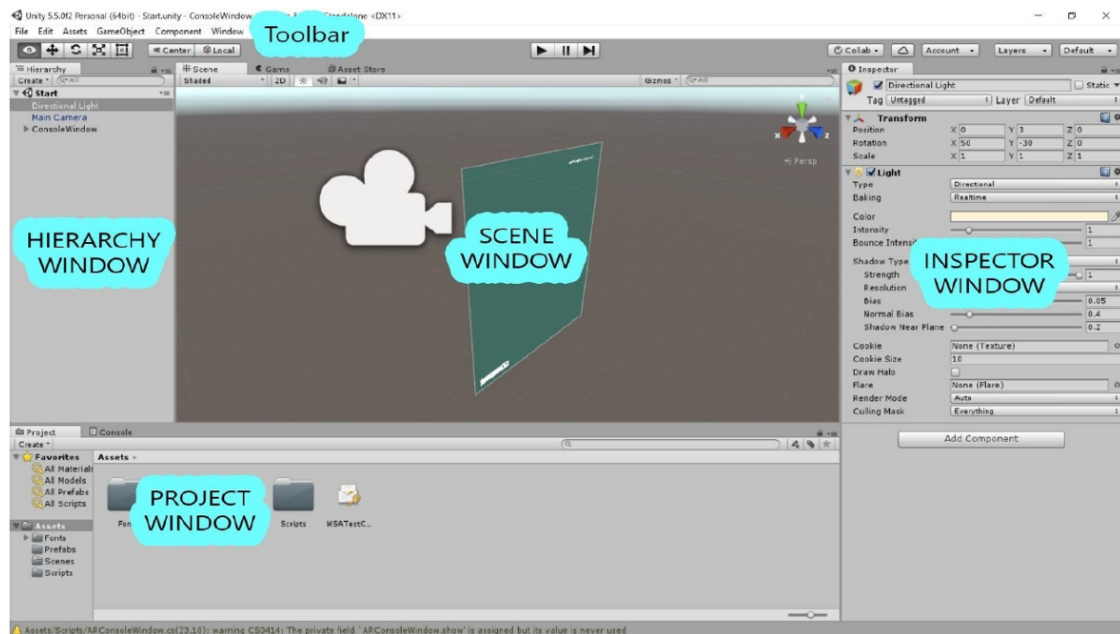 Unity 5.5.0f2 Personal (64bit) - Start.unity - ConsoleWindow - Standalone <DX11>
File Edit Assets GameObject Component Window
Toolbar
Center Local
Collab Account Layers Default
Hierarchy
Create All
Start
Directional Light
Main Camera
ConsoleWindow
HIERARCHY
WINDOW
Scene Game Asset Store
Shaded 2D Gizmos All
x z
Persp
SCENE
WINDOW
Inspector
Directional Light Static
Tag Untagged Layer Default
Transform
Position X 0 Y 3 Z 0
Rotation X 50 Y -30 Z 0
Scale X 1 Y 1 Z 1
Light
Type Directional
Baking Realtime
Color
Intensity 1
Bounce Intensity 1
Shadow Type
Strength 1
Resolution
Bias 0.05
Normal Bias 0.4
Shadow Near Plane 0.2
INSPECTOR
WINDOW
Cookie None (Texture)
Cookie Size 10
Draw Halo
Flare None (Flare)
Render Mode Auto
Culling Mask Everything
Add Component
Project Console
Create
Favorites
All Materials
All Models
All Prefabs
All Scripts
Assets
Fonts
Prefabs
Scenes
Scripts
Assets
PROJECT
WINDOW
Fon Scripts MSATestC...
Assets/Scripts/ARConsoleWindow.cs(23,10): warning CS0414: The private field `ARConsoleWindow.show' is assigned but its value is never used